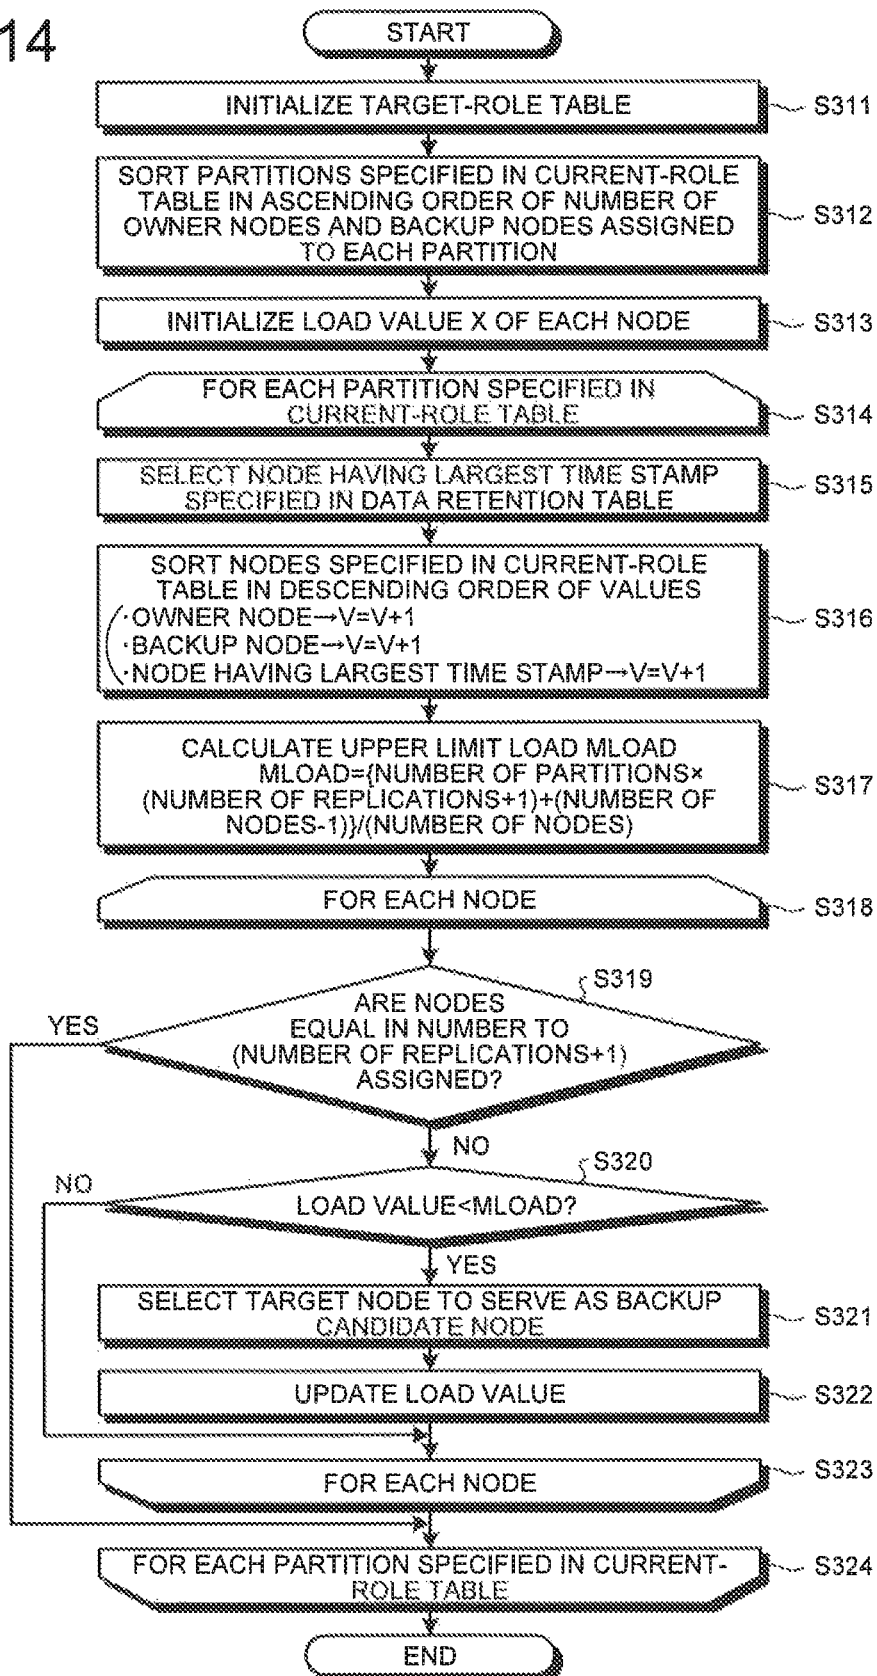 14
START
INITIALIZE TARGET-ROLE TABLE
S311
SORT PARTITIONS SPECIFIED IN CURRENT-ROLE
TABLE IN ASCENDING ORDER OF NUMBER OF
OWNER NODES AND BACKUP NODES ASSIGNED
TO EACH PARTITION
S312
INITIALIZE LOAD VALUE X OF EACH NODE
S313
FOR EACH PARTITION SPECIFIED IN
CURRENT-ROLE TABLE
S314
SELECT NODE HAVING LARGEST TIME STAMP
SPECIFIED IN DATA RETENTION TABLE
S315
SORT NODES SPECIFIED IN CURRENT-ROLE
TABLE IN DESCENDING ORDER OF VALUES
·OWNER NODE→V=V+1
·BACKUP NODE→V=V+1
·NODE HAVING LARGEST TIME STAMP→V=V+1
S316
CALCULATE UPPER LIMIT LOAD MLOAD
MLOAD={NUMBER OF PARTITIONS×
(NUMBER OF REPLICATIONS+1)+(NUMBER OF
NODES-1)}/(NUMBER OF NODES)
S317
FOR EACH NODE
S318
S319
ARE NODES
EQUAL IN NUMBER TO
(NUMBER OF REPLICATIONS+1)
ASSIGNED?
YES
NO
S320
LOAD VALUE<MLOAD?
NO
YES
SELECT TARGET NODE TO SERVE AS BACKUP
CANDIDATE NODE
S321
UPDATE LOAD VALUE
S322
FOR EACH NODE
S323
FOR EACH PARTITION SPECIFIED IN CURRENT-
ROLE TABLE
S324
END